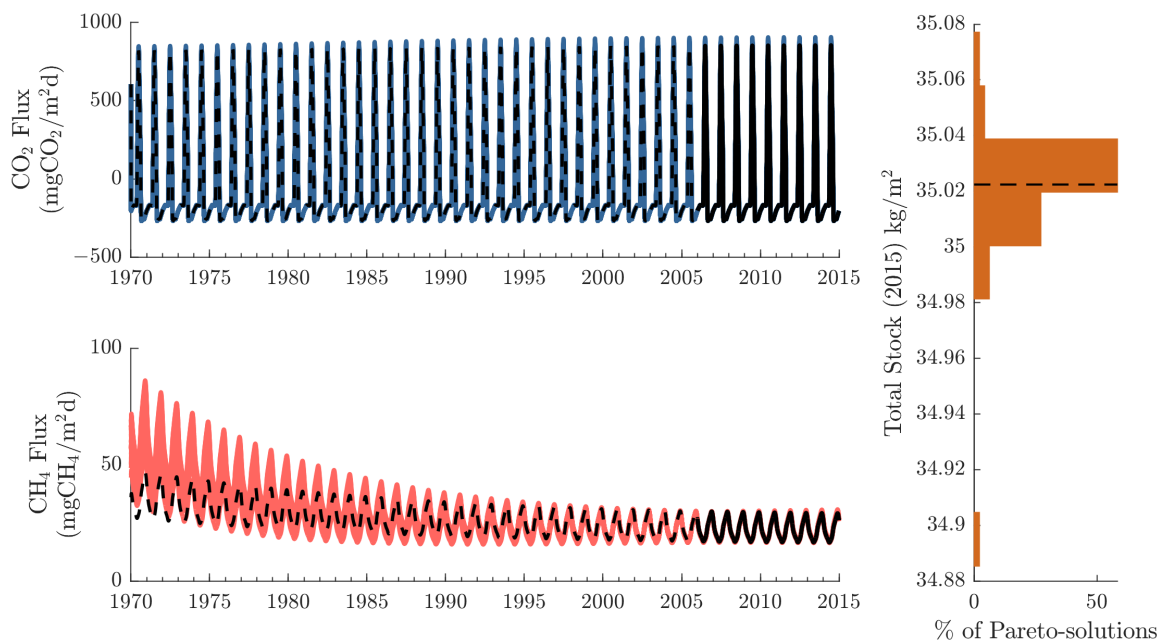 CO₂ Flux
(mgCO₂/m²d)
1000
500
0
−500
1970 1975 1980 1985 1990 1995 2000 2005 2010 2015
CH₄ Flux
(mgCH₄/m²d)
100
50
0
1970 1975 1980 1985 1990 1995 2000 2005 2010 2015
Total Stock (2015) kg/m²
35.08
35.06
35.04
35.02
35
34.98
34.96
34.94
34.92
34.9
34.88
0 50
% of Pareto-solutions